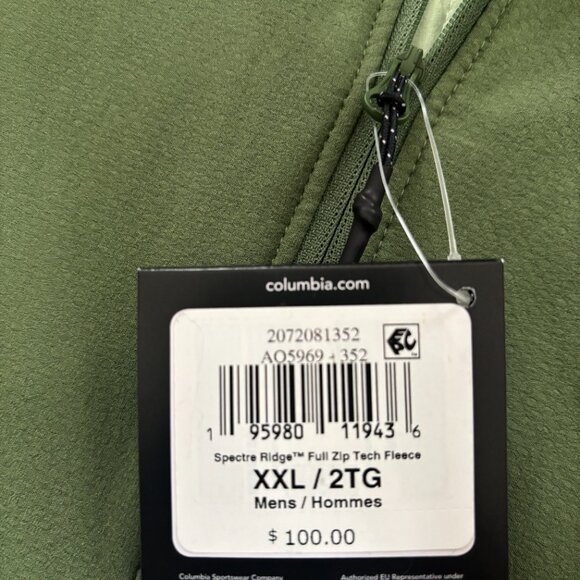 columbia.com
2072081352
AO5969 - 352
1 95980 11943 6
Spectre Ridge™ Full Zip Tech Fleece
XXL / 2TG
Mens / Hommes
$ 100.00
Columbia Sportswear Company Authorized EU Representative under